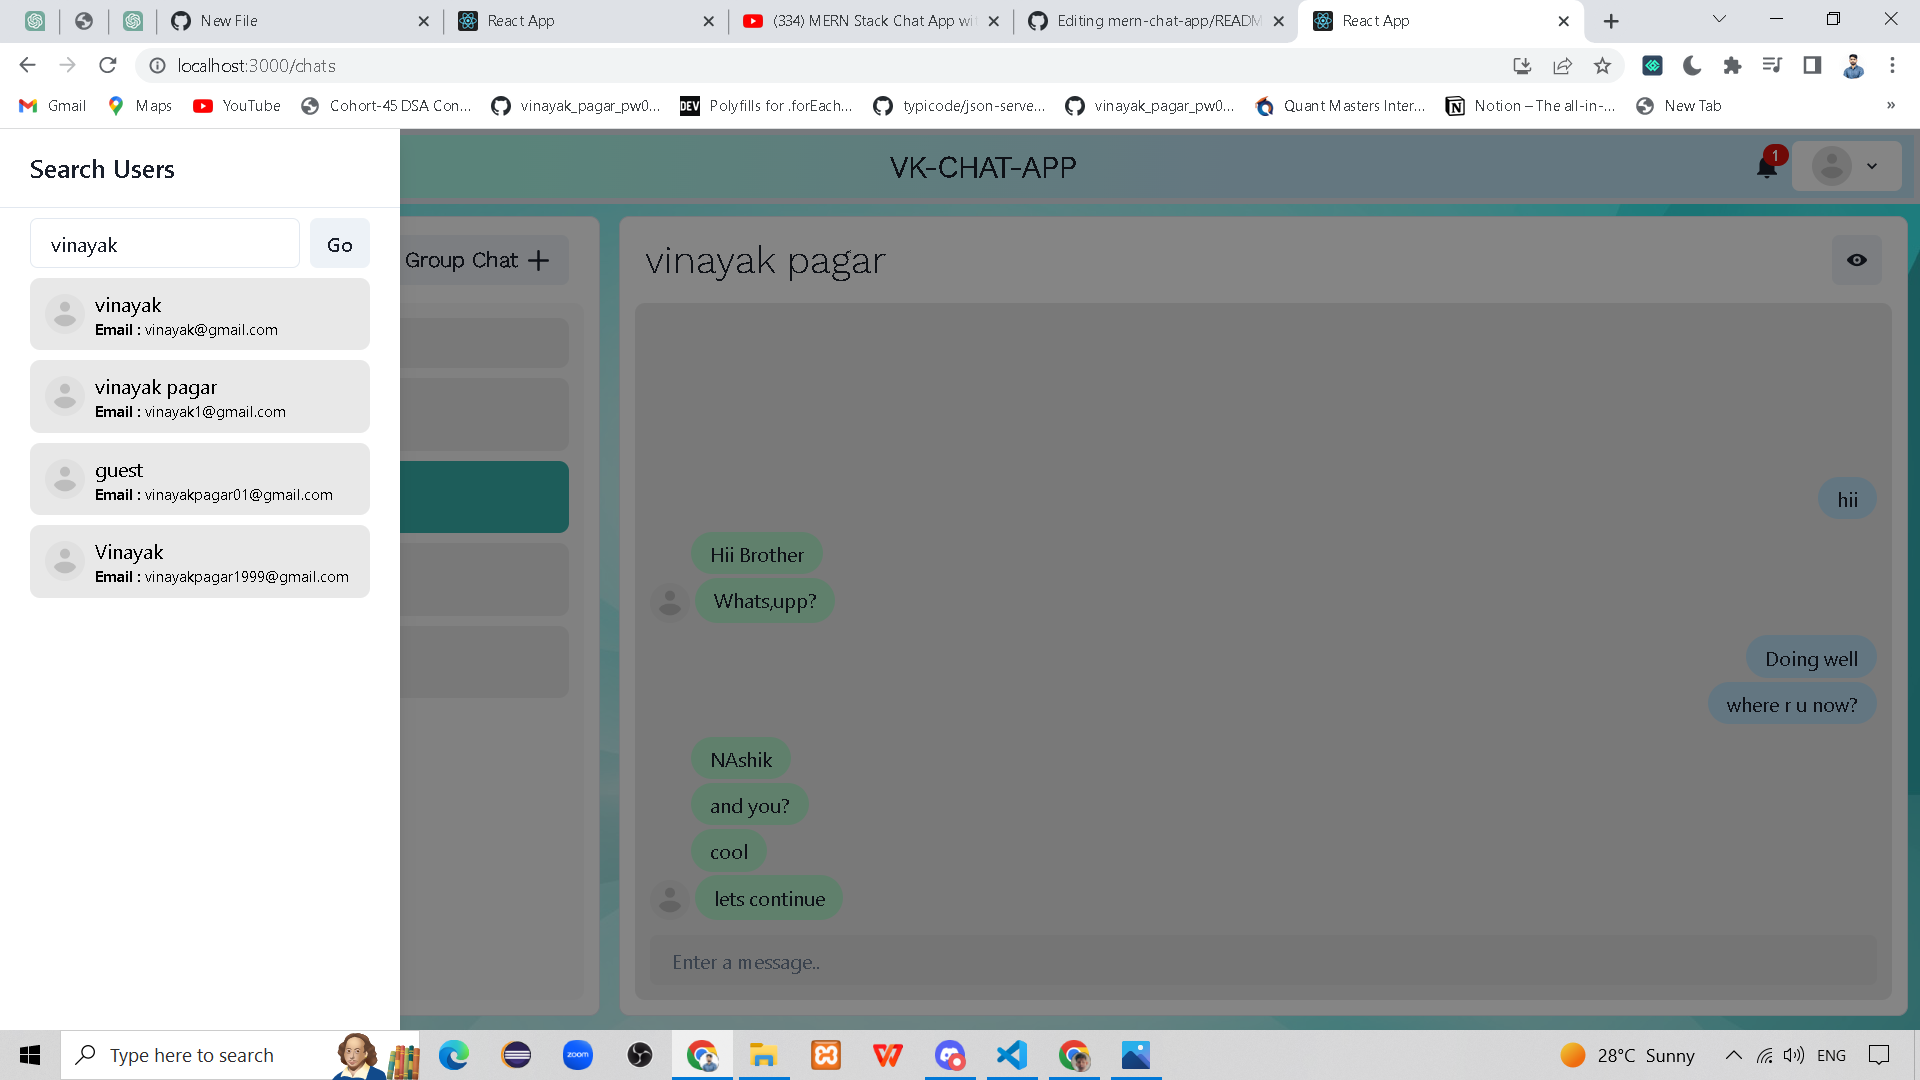 New File
React App
(334) MERN Stack Chat App wi
Editing mern-chat-app/READM
React App
localhost:3000/chats
Gmail
Maps
YouTube
Cohort-45 DSA Con...
vinayak_pagar_pw0...
DEV
Polyfills for .forEach...
typicode/json-serve...
vinayak_pagar_pw0...
Quant Masters Inter...
Notion – The all-in-...
New Tab
»
Search Users
VK-CHAT-APP
1
vinayak
Go
Group Chat +
vinayak pagar
vinayak
Email : vinayak@gmail.com
vinayak pagar
Email : vinayak1@gmail.com
guest
Email : vinayakpagar01@gmail.com
Vinayak
Email : vinayakpagar1999@gmail.com
hii
Hii Brother
Whats,upp?
Doing well
where r u now?
NAshik
and you?
cool
lets continue
Enter a message..
Type here to search
zoom
28°C Sunny
ENG